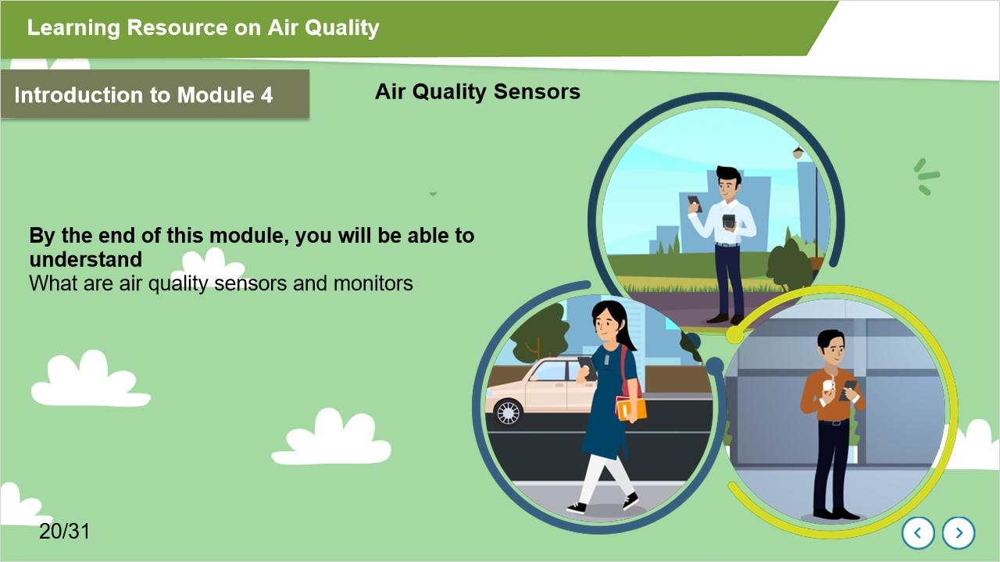 Learning Resource on Air Quality
Introduction to Module 4
Air Quality Sensors
By the end of this module, you will be able to
understand
What are air quality sensors and monitors
20/31